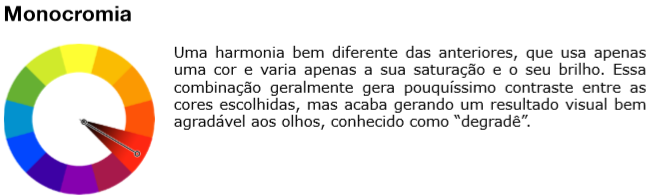 Monocromia
Uma harmonia bem diferente das anteriores, que usa apenas
uma cor e varia apenas a sua saturação e o seu brilho. Essa
combinação geralmente gera pouquíssimo contraste entre as
cores escolhidas, mas acaba gerando um resultado visual bem
agradável aos olhos, conhecido como “degradê”.